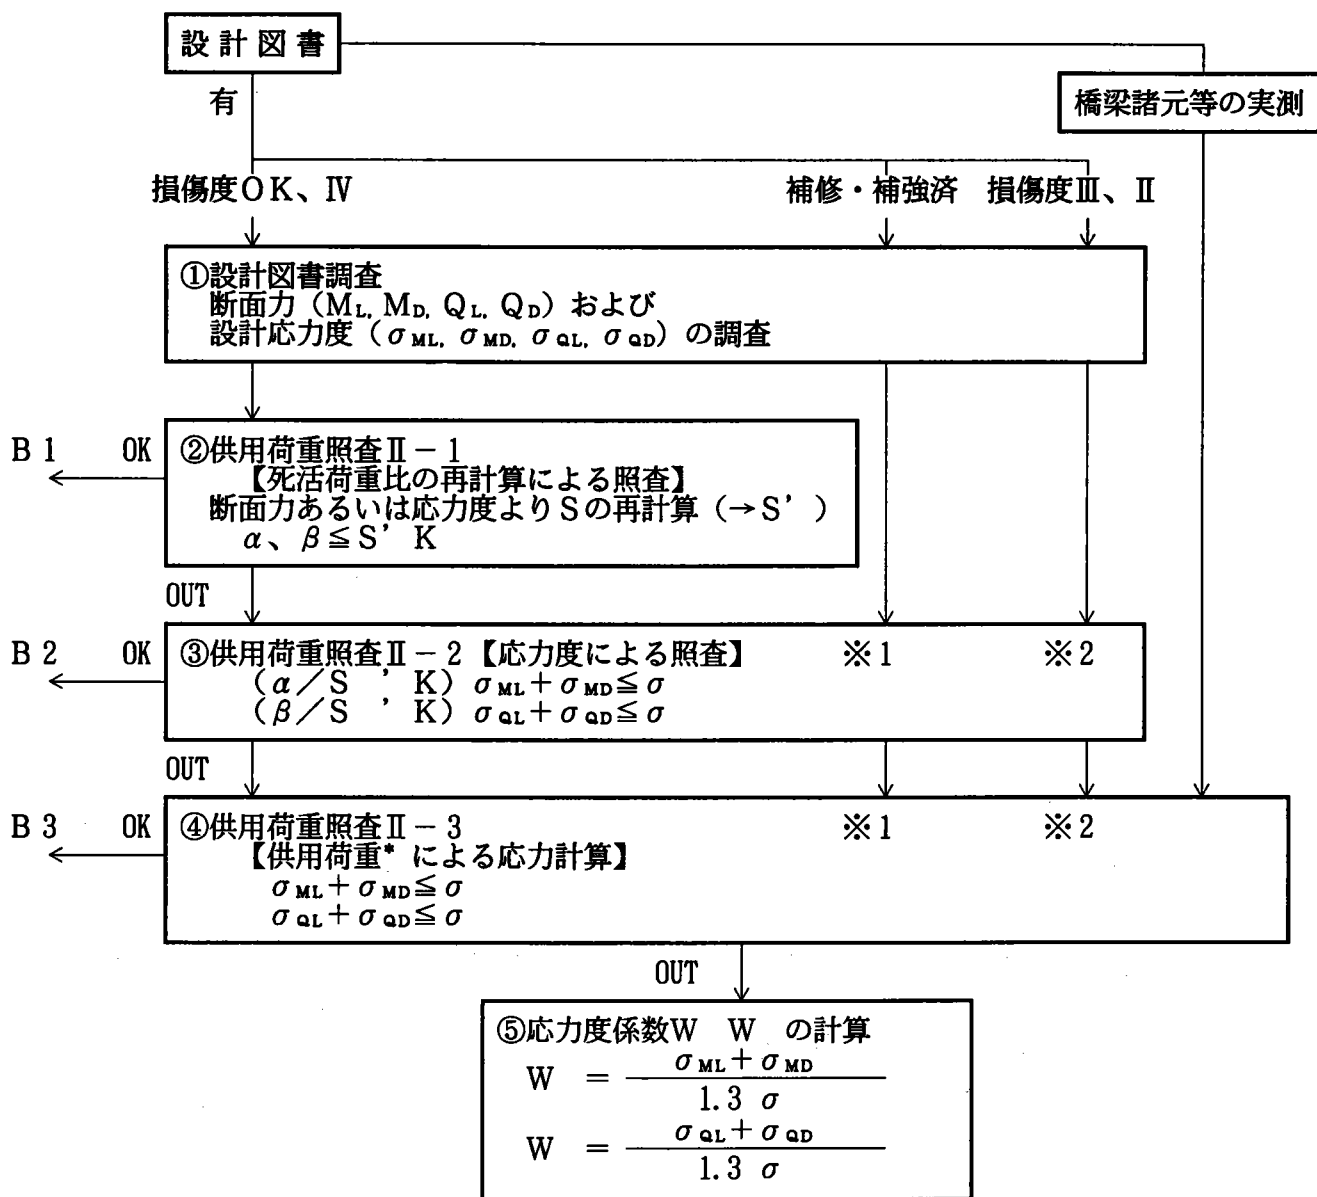 設計図書
有
橋梁諸元等の実測
損傷度OK、Ⅳ
補修・補強済
損傷度Ⅲ、Ⅱ
①設計図書調査
断面力（ML, MD, QL, QD）および
設計応力度（σML, σMD, σQL, σQD）の調査
B1 OK
②供用荷重照査Ⅱ－1
【死活荷重比の再計算による照査】
断面力あるいは応力度よりSの再計算（→S'）
α、β≦S' K
OUT
B2 OK
③供用荷重照査Ⅱ－2【応力度による照査】 ※1 ※2
（α／S ' K）σML＋σMD≦σ
（β／S ' K）σQL＋σQD≦σ
OUT
B3 OK
④供用荷重照査Ⅱ－3 ※1 ※2
【供用荷重* による応力計算】
σML＋σMD≦σ
σQL＋σQD≦σ
OUT
⑤応力度係数W W の計算
σML＋σMD
W ＝
1.3 σ
σQL＋σQD
W ＝
1.3 σ